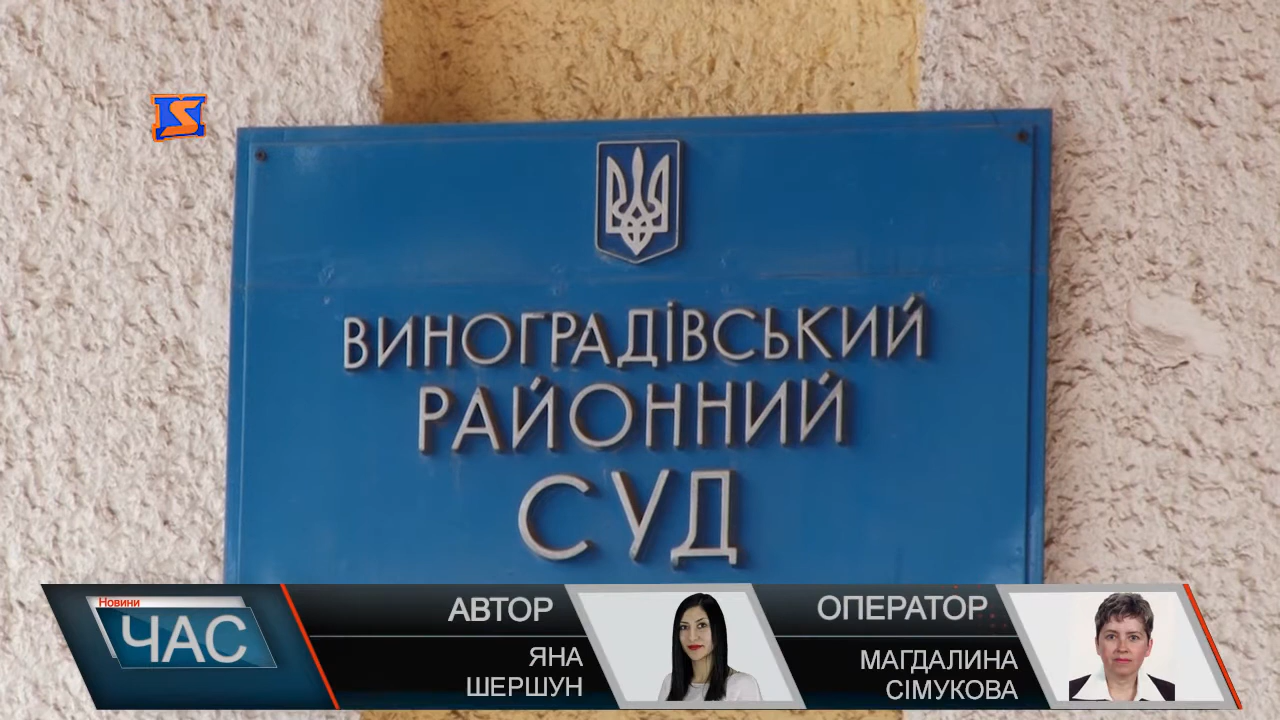 ВИНОГРАДІВСЬКИЙ
РАЙОННИЙ
СУД
Новини
ЧАС
АВТОР
ЯНА
ШЕРШУН
ОПЕРАТОР
МАГДАЛИНА
СІМУКОВА